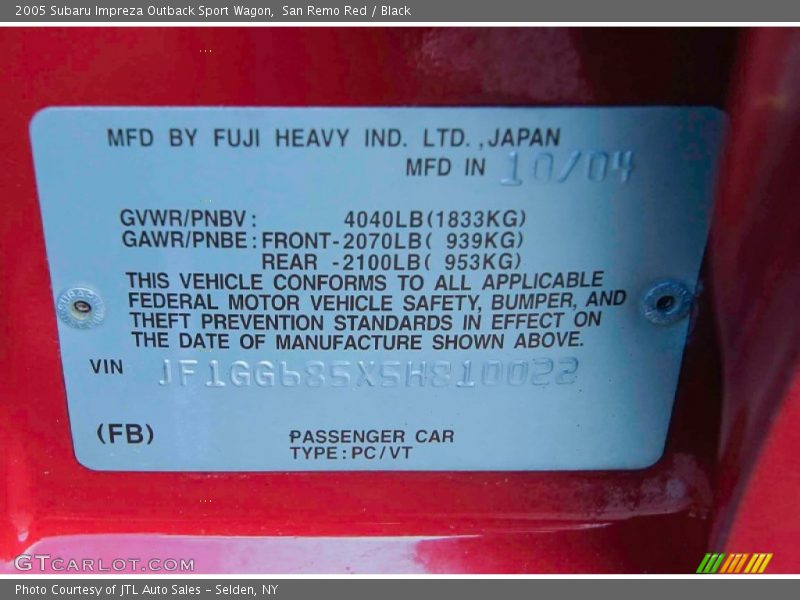 2005 Subaru Impreza Outback Sport Wagon, San Remo Red / Black
MFD BY FUJI HEAVY IND. LTD., JAPAN
MFD IN 10/04
GVWR/PNBV: 4040LB(1833KG)
GAWR/PNBE: FRONT-2070LB( 939KG)
REAR -2100LB( 953KG)
THIS VEHICLE CONFORMS TO ALL APPLICABLE
FEDERAL MOTOR VEHICLE SAFETY, BUMPER, AND
THEFT PREVENTION STANDARDS IN EFFECT ON
THE DATE OF MANUFACTURE SHOWN ABOVE.
VIN JF1GG685X5H810022
(FB) PASSENGER CAR
TYPE: PC/VT
GTCARLOT.COM
Photo Courtesy of JTL Auto Sales - Selden, NY